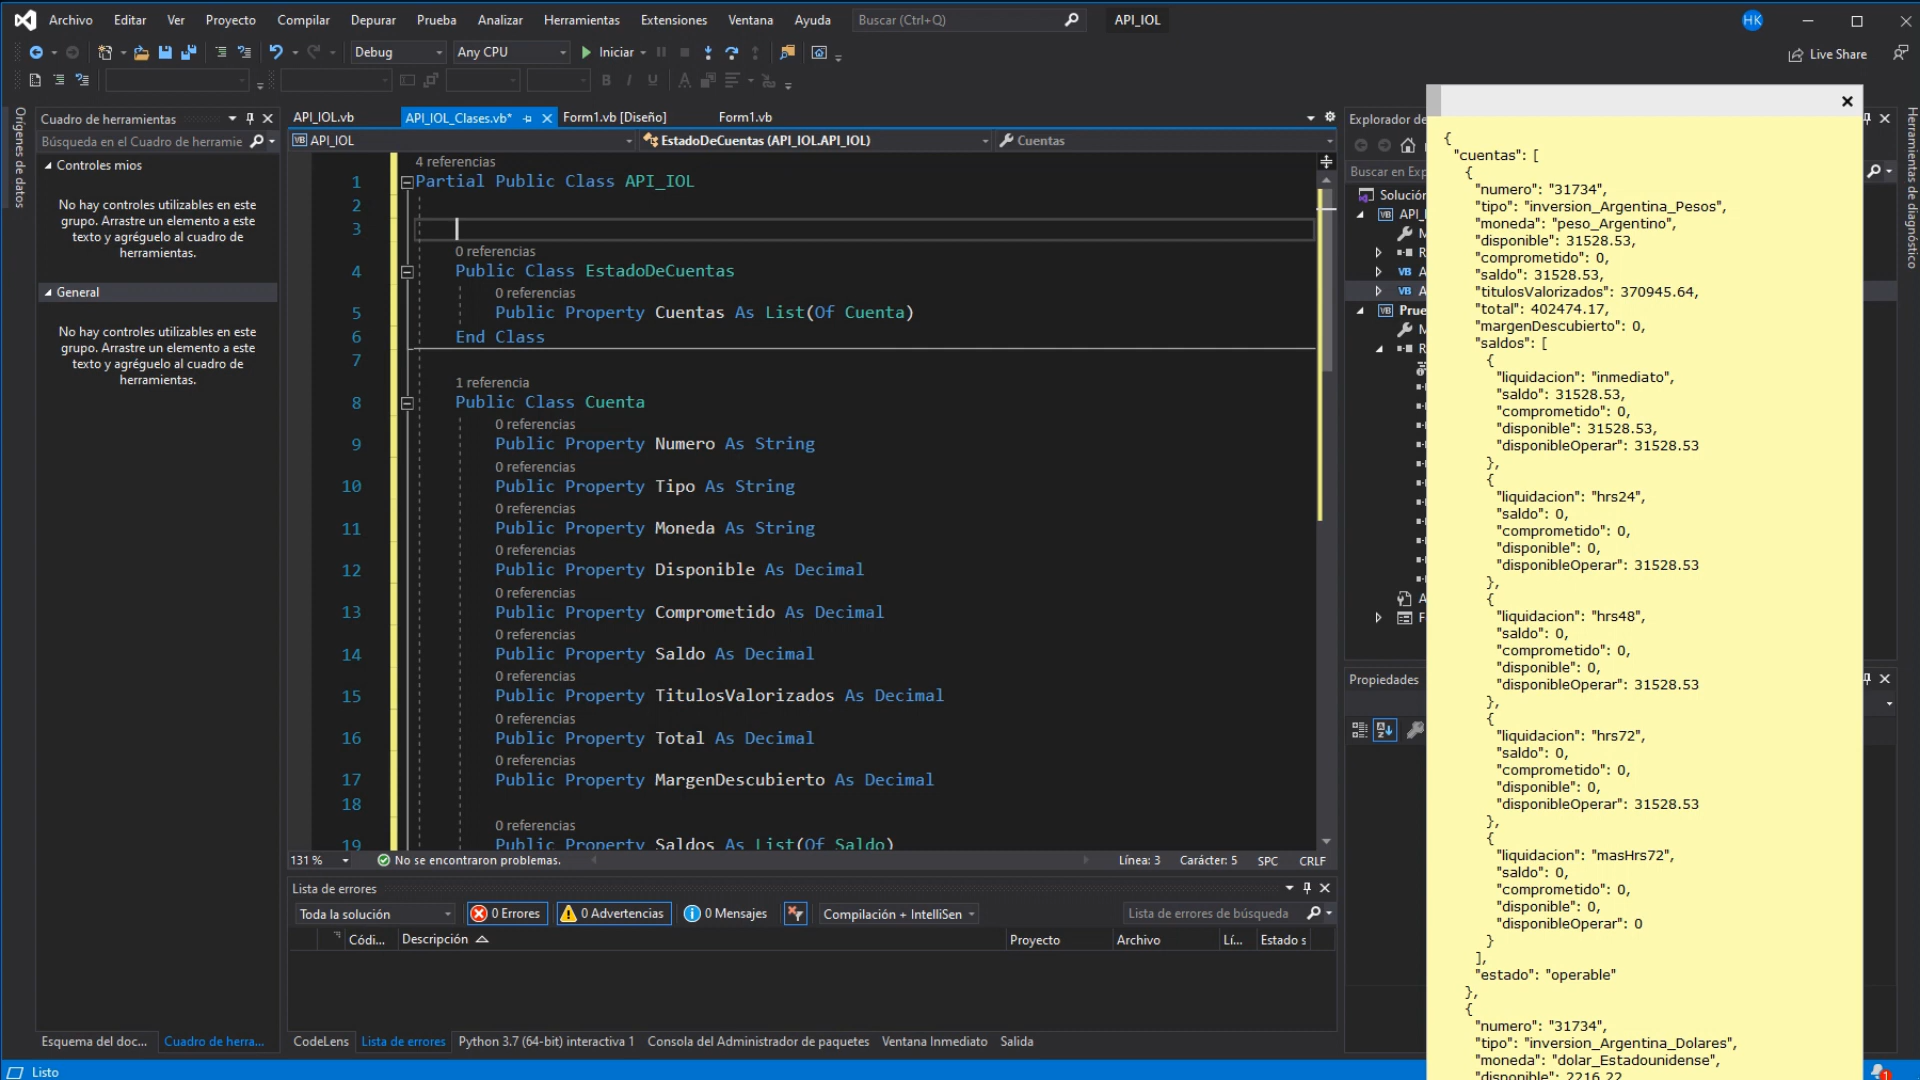 Archivo Editar Ver Proyecto Compilar Depurar Prueba Analizar Herramientas Extensiones Ventana Ayuda Buscar (Ctrl+Q) API_IOL HK
Debug Any CPU Iniciar Live Share
Orígenes de datos
Cuadro de herramientas
Búsqueda en el Cuadro de herramie
Controles mios
No hay controles utilizables en este
grupo. Arrastre un elemento a este
texto y agréguelo al cuadro de
herramientas.
General
No hay controles utilizables en este
grupo. Arrastre un elemento a este
texto y agréguelo al cuadro de
herramientas.
Esquema del doc... Cuadro de herra...
API_IOL.vb API_IOL_Clases.vb* Form1.vb [Diseño] Form1.vb
API_IOL EstadoDeCuentas (API_IOL.API_IOL) Cuentas
4 referencias
1 Partial Public Class API_IOL
2
3
0 referencias
4 Public Class EstadoDeCuentas
0 referencias
5 Public Property Cuentas As List(Of Cuenta)
6 End Class
7
1 referencia
8 Public Class Cuenta
0 referencias
9 Public Property Numero As String
0 referencias
10 Public Property Tipo As String
0 referencias
11 Public Property Moneda As String
0 referencias
12 Public Property Disponible As Decimal
0 referencias
13 Public Property Comprometido As Decimal
0 referencias
14 Public Property Saldo As Decimal
0 referencias
15 Public Property TitulosValorizados As Decimal
0 referencias
16 Public Property Total As Decimal
0 referencias
17 Public Property MargenDescubierto As Decimal
18
0 referencias
19 Public Property Saldos As List(Of Saldo)
131 % No se encontraron problemas. Línea: 3 Carácter: 5 SPC CRLF
Lista de errores
Toda la solución 0 Errores 0 Advertencias 0 Mensajes Compilación + IntelliSen Lista de errores de búsqueda
Códi... Descripción Proyecto Archivo Lí... Estado s
CodeLens Lista de errores Python 3.7 (64-bit) interactiva 1 Consola del Administrador de paquetes Ventana Inmediato Salida
Explorador de
Buscar en Exp
Solución
API_
M
R
A
A
Prue
M
R
A
F
Propiedades
Herramientas de diagnóstico
{
"cuentas": [
{
"numero": "31734",
"tipo": "inversion_Argentina_Pesos",
"moneda": "peso_Argentino",
"disponible": 31528.53,
"comprometido": 0,
"saldo": 31528.53,
"titulosValorizados": 370945.64,
"total": 402474.17,
"margenDescubierto": 0,
"saldos": [
{
"liquidacion": "inmediato",
"saldo": 31528.53,
"comprometido": 0,
"disponible": 31528.53,
"disponibleOperar": 31528.53
},
{
"liquidacion": "hrs24",
"saldo": 0,
"comprometido": 0,
"disponible": 0,
"disponibleOperar": 31528.53
},
{
"liquidacion": "hrs48",
"saldo": 0,
"comprometido": 0,
"disponible": 0,
"disponibleOperar": 31528.53
},
{
"liquidacion": "hrs72",
"saldo": 0,
"comprometido": 0,
"disponible": 0,
"disponibleOperar": 31528.53
},
{
"liquidacion": "masHrs72",
"saldo": 0,
"comprometido": 0,
"disponible": 0,
"disponibleOperar": 0
}
],
"estado": "operable"
},
{
"numero": "31734",
"tipo": "inversion_Argentina_Dolares",
"moneda": "dolar_Estadounidense",
"disponible": 2216.22
Listo 1